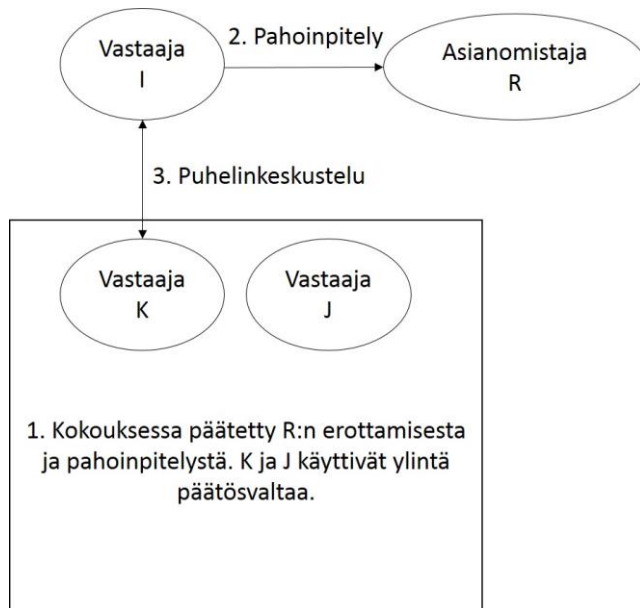 Vastaaja
I
2. Pahoinpitely
Asianomistaja
R
3. Puhelinkeskustelu
Vastaaja
K
Vastaaja
J
1. Kokouksessa päätetty R:n erottamisesta
ja pahoinpitelystä. K ja J käyttivät ylintä
päätösvaltaa.